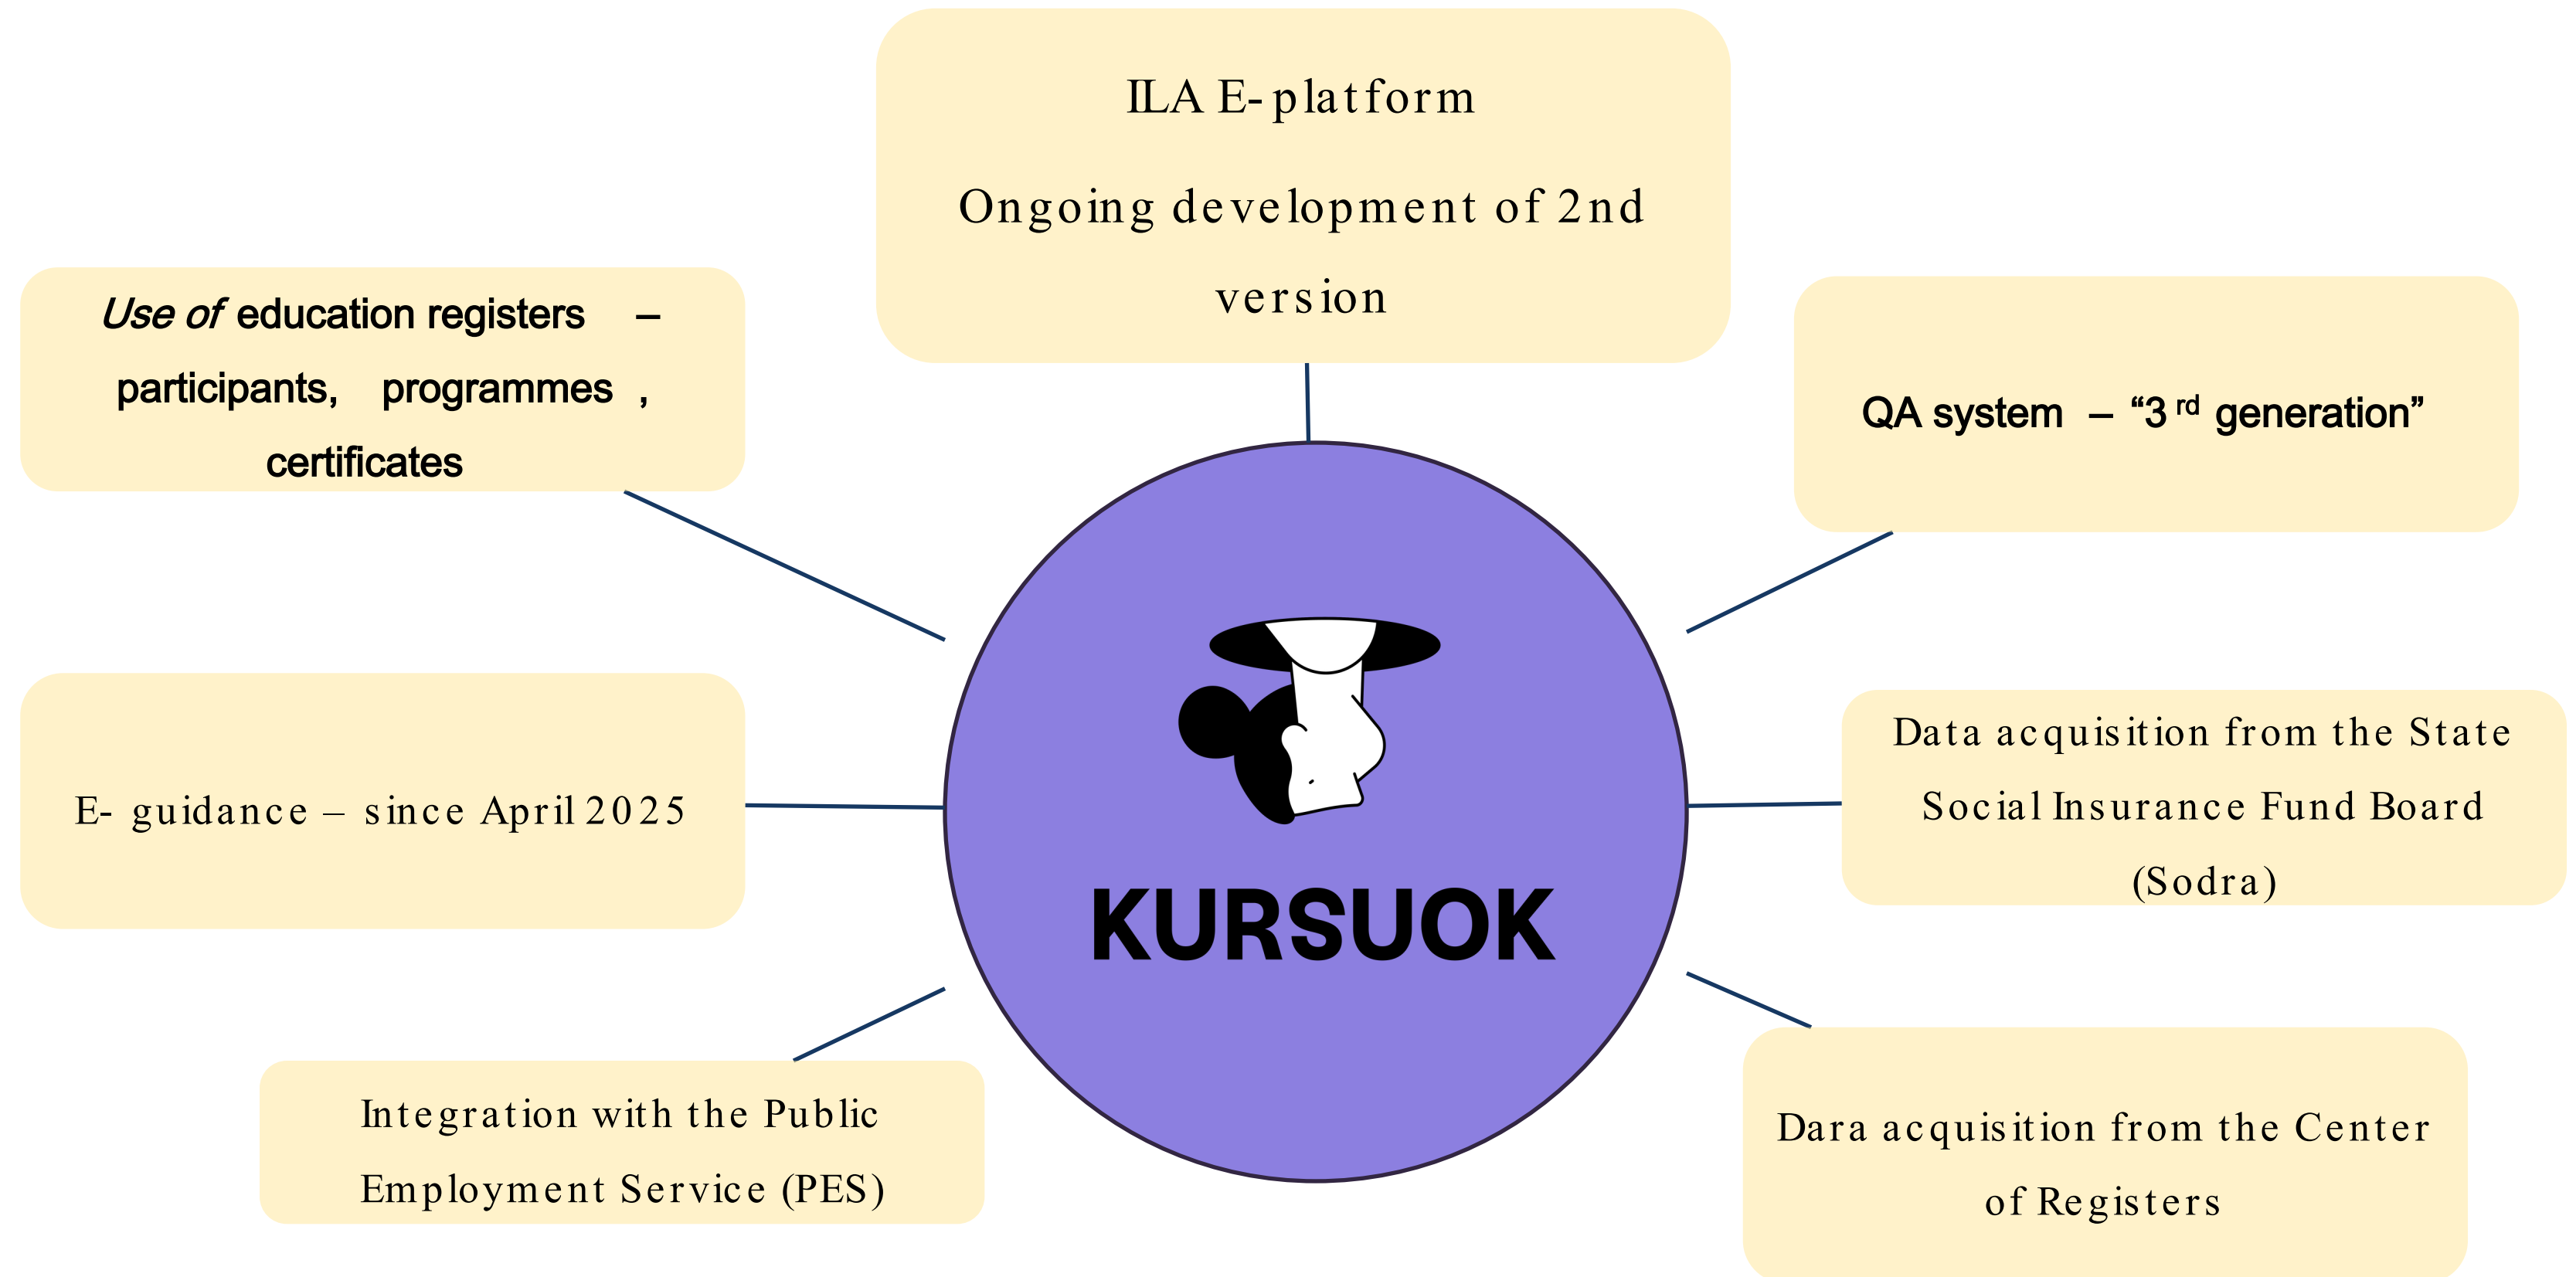 ILA E-platform
Ongoing development of 2nd
version
Use of education registers –
participants, programmes ,
certificates
QA system – “3 rd generation”
E- guidance – since April 2025
Data acquisition from the State
Social Insurance Fund Board
(Sodra)
KURSUOK
Integration with the Public
Employment Service (PES)
Dara acquisition from the Center
of Registers